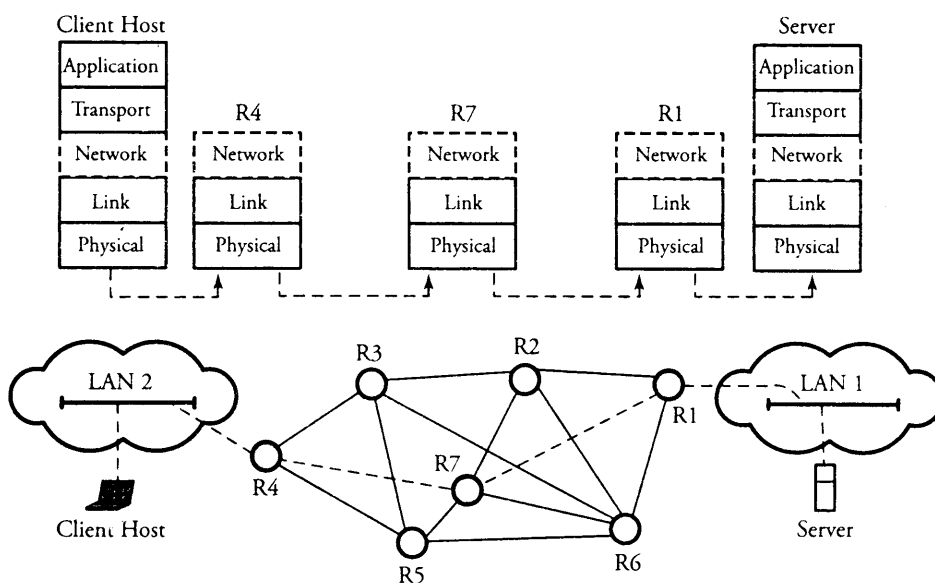 Client Host
Server
Application
Application
Transport
R4
R7
R1
Transport
Network
Network
Network
Network
Network
Link
Link
Link
Link
Link
Physical
Physical
Physical
Physical
Physical
R3
R2
LAN 2
LAN 1
R1
R4
R7
Client Host
Server
R5
R6